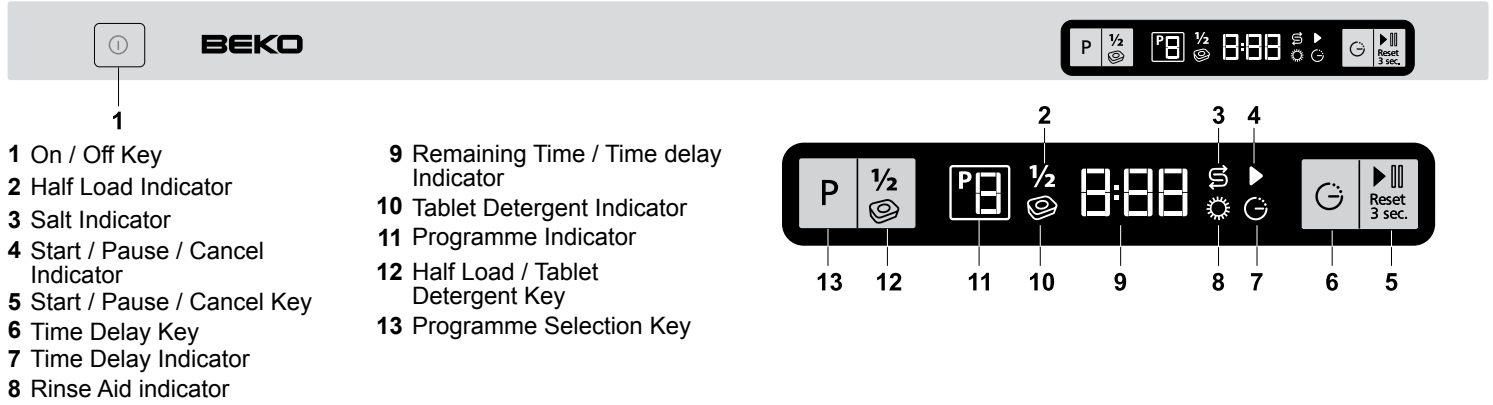 BEKO
P ½ P8 ½ 8:88 Reset
3 sec.
1
1 On / Off Key
2 Half Load Indicator
3 Salt Indicator
4 Start / Pause / Cancel
Indicator
5 Start / Pause / Cancel Key
6 Time Delay Key
7 Time Delay Indicator
8 Rinse Aid indicator
9 Remaining Time / Time delay
Indicator
10 Tablet Detergent Indicator
11 Programme Indicator
12 Half Load / Tablet
Detergent Key
13 Programme Selection Key
2 3 4
P ½ P8 ½ 8:88 Reset
3 sec.
13 12 11 10 9 8 7 6 5